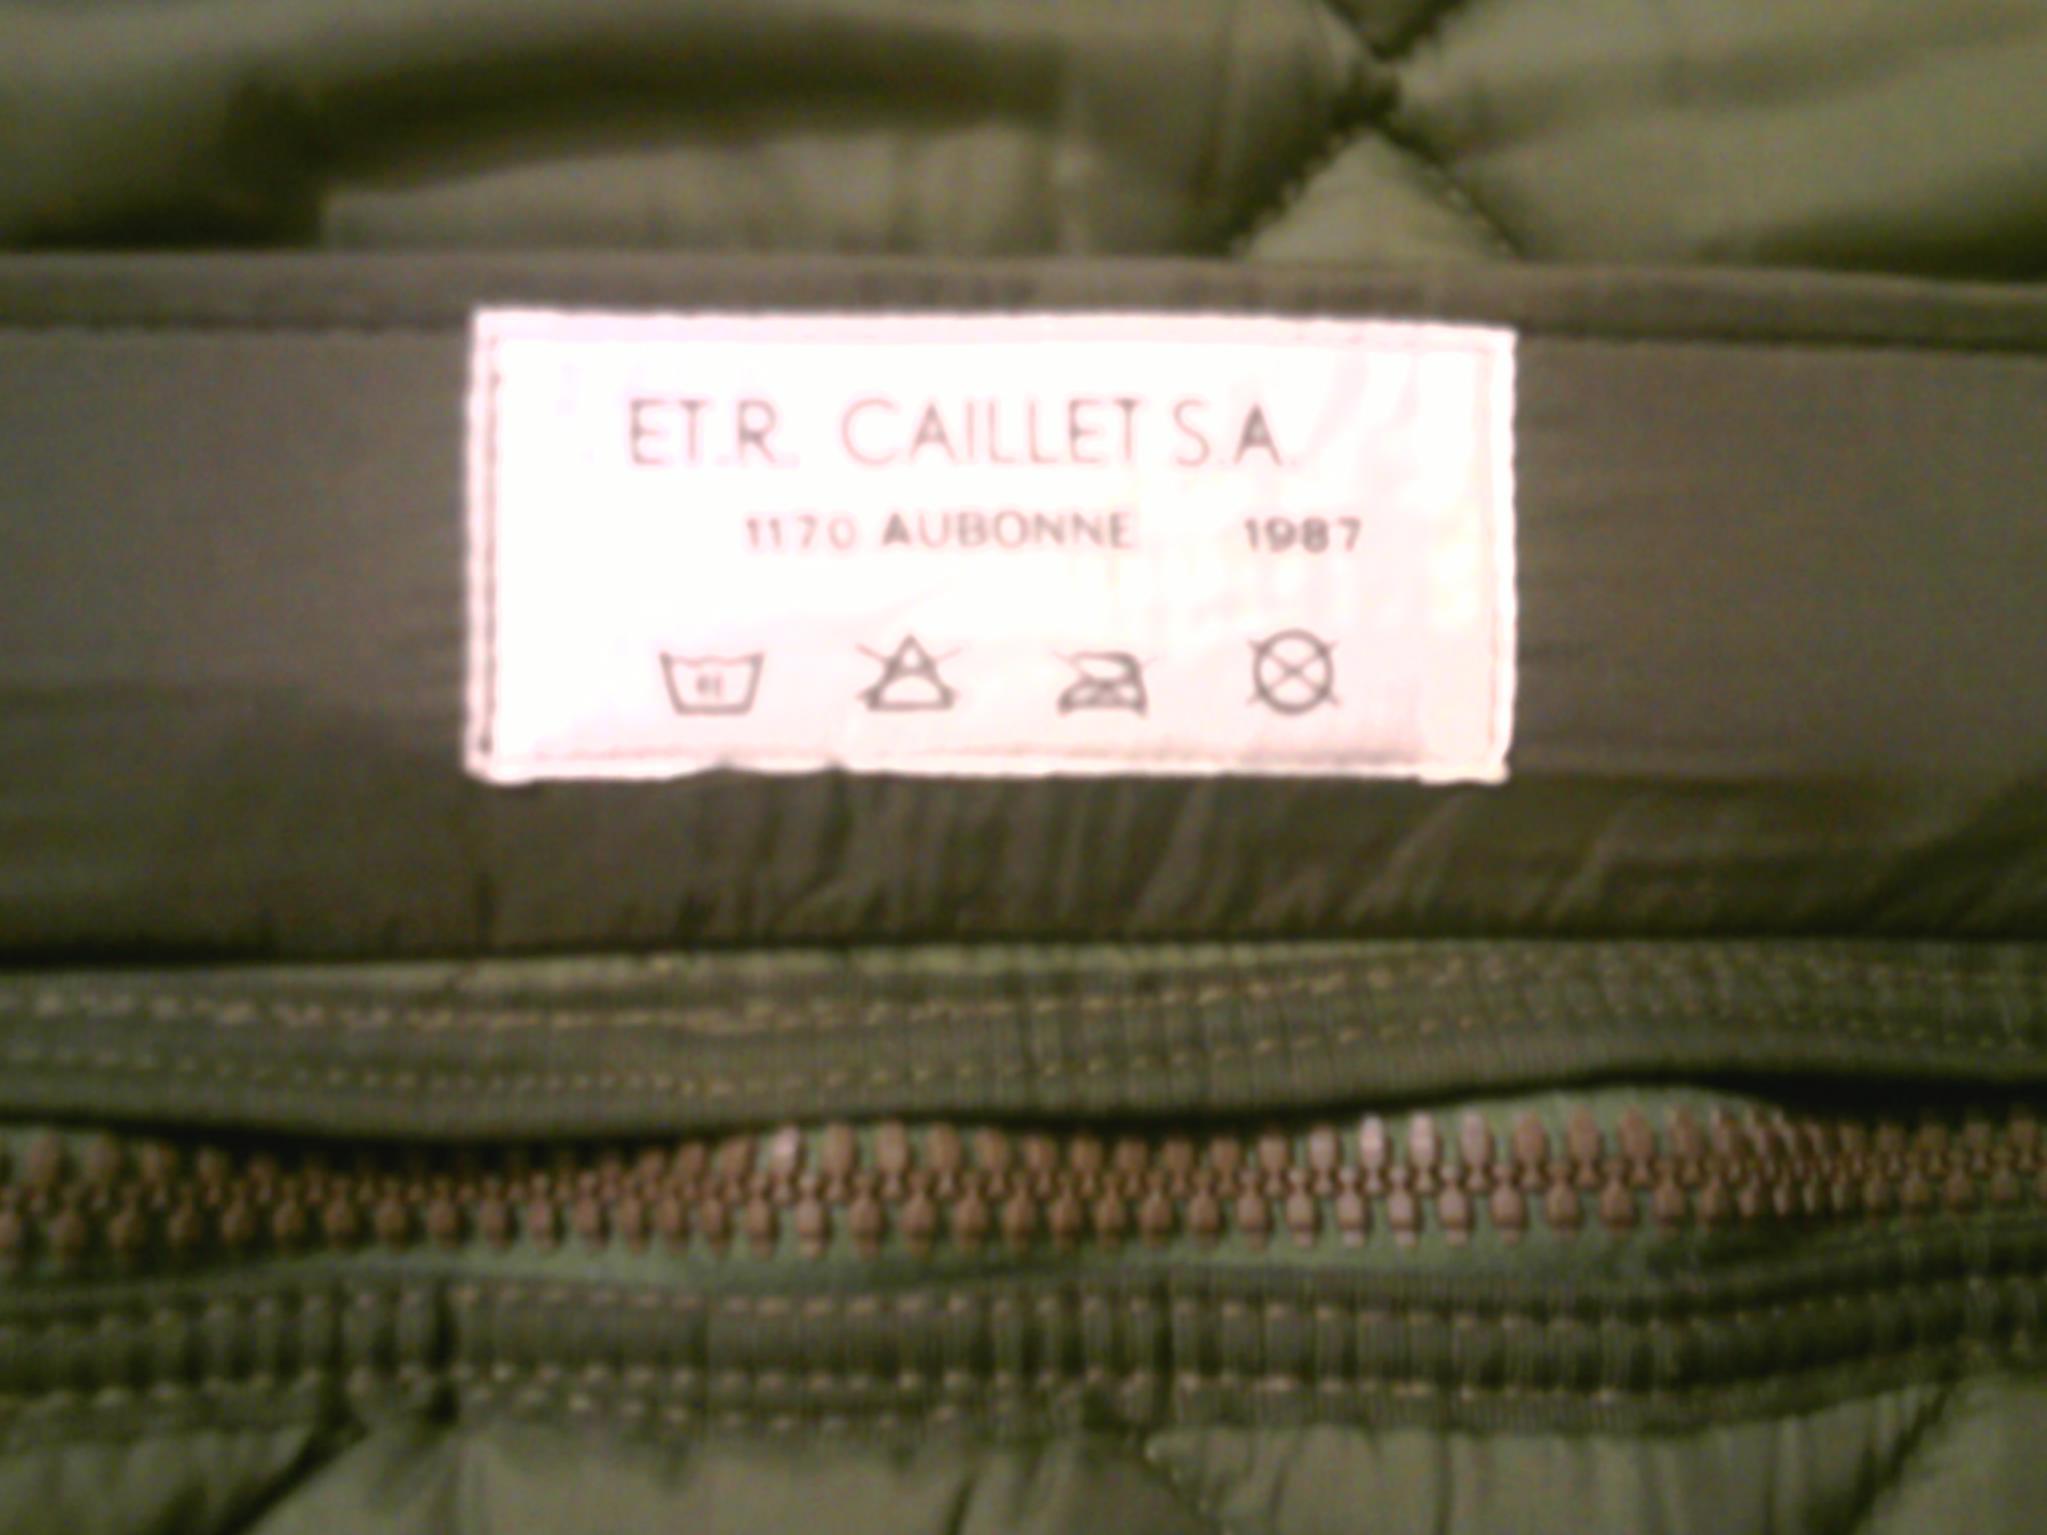 ET.R. CAILLET S.A.
1170 AUBONNE 1987